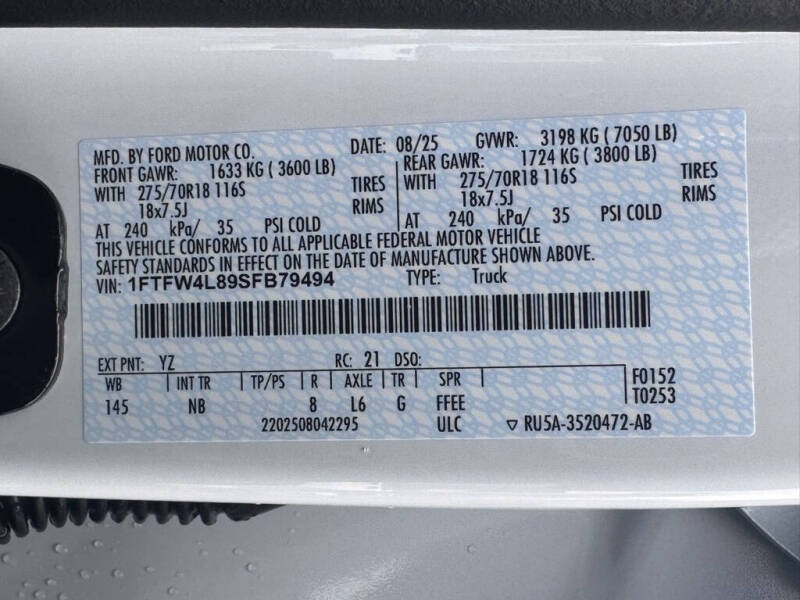 MFD. BY FORD MOTOR CO. DATE: 08/25 GVWR: 3198 KG ( 7050 LB)
FRONT GAWR: 1633 KG ( 3600 LB) REAR GAWR: 1724 KG ( 3800 LB)
WITH 275/70R18 116S TIRES WITH 275/70R18 116S TIRES
18x7.5J RIMS 18x7.5J RIMS
AT 240 kPa/ 35 PSI COLD AT 240 kPa/ 35 PSI COLD
THIS VEHICLE CONFORMS TO ALL APPLICABLE FEDERAL MOTOR VEHICLE
SAFETY STANDARDS IN EFFECT ON THE DATE OF MANUFACTURE SHOWN ABOVE.
VIN: 1FTFW4L89SFB79494 TYPE: Truck
EXT PNT: YZ RC: 21 DSO:
WB INT TR TP/PS R AXLE TR SPR F0152
145 NB 8 L6 G FFEE T0253
2202508042295 ULC ▽ RU5A-3520472-AB